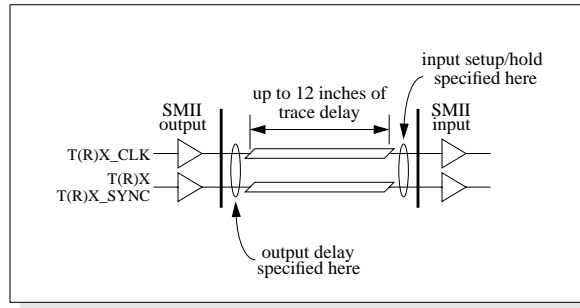 input setup/hold
specified here
up to 12 inches of
trace delay
SMII
output
SMII
input
T(R)X_CLK
T(R)X
T(R)X_SYNC
output delay
specified here